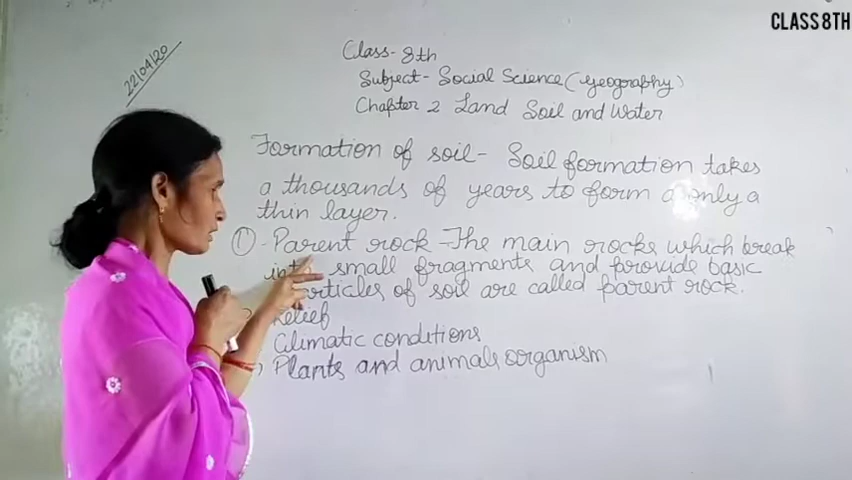 CLASS 8TH
22/04/20
Class-8th
Subject- Social Science (Geography)
Chapter 2 Land Soil and Water
Formation of soil- Soil formation takes
a thousands of years to form a only a
thin layer.
① - Parent rock - The main rocks which break
small fragments and provide basic
of soil are called parent rock.
Relief
Climatic conditions
Plants and animals organism